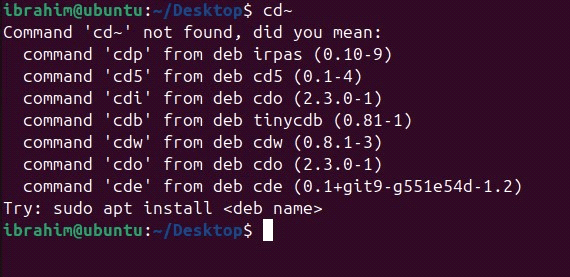 ibrahim@ubuntu:~/Desktop$ cd~
Command 'cd~' not found, did you mean:
  command 'cdp' from deb irpas (0.10-9)
  command 'cd5' from deb cd5 (0.1-4)
  command 'cdi' from deb cdo (2.3.0-1)
  command 'cdb' from deb tinycdb (0.81-1)
  command 'cdw' from deb cdw (0.8.1-3)
  command 'cdo' from deb cdo (2.3.0-1)
  command 'cde' from deb cde (0.1+git9-g551e54d-1.2)
Try: sudo apt install <deb name>
ibrahim@ubuntu:~/Desktop$